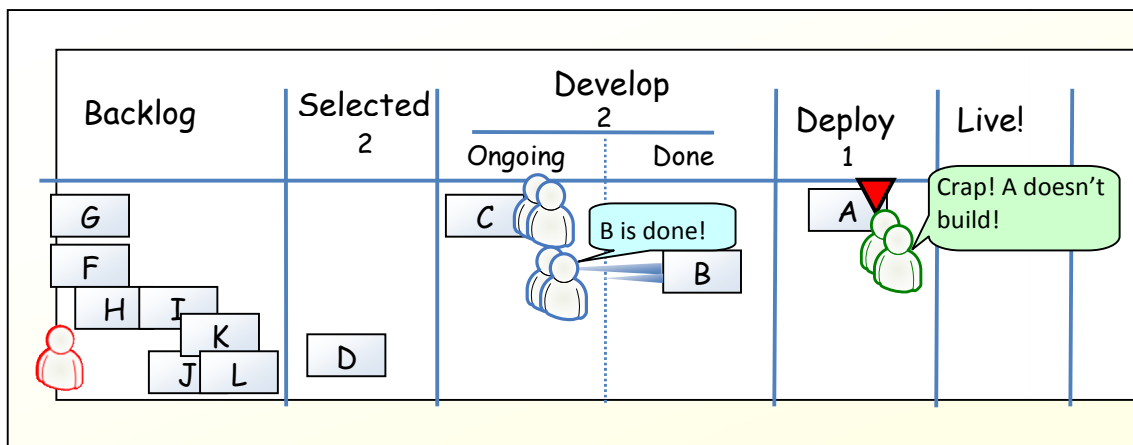 Backlog
Selected
2
Develop
2
Ongoing
Done
Deploy
1
Live!
G
F
H
I
K
J
L
D
C
B is done!
B
A
Crap! A doesn’t
build!